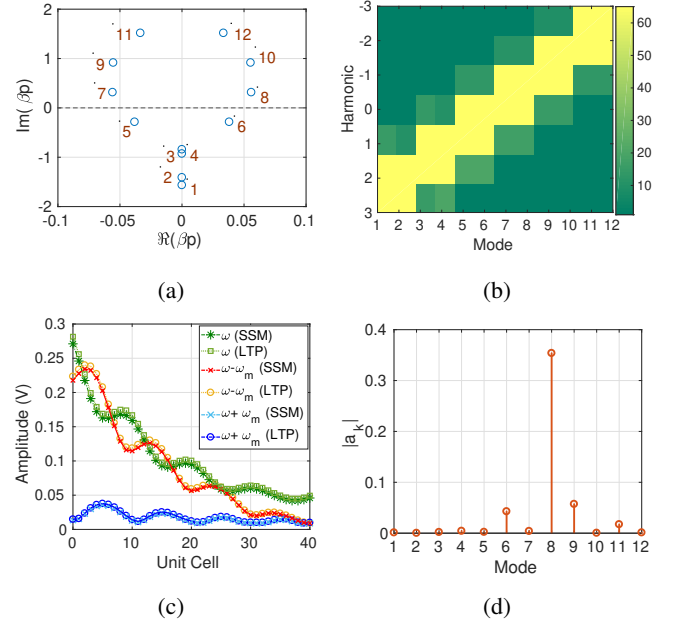 2
1
0
-1
-2
Im( βp)
11
12
9
10
7
8
5
6
3
4
2
1
-0.1
-0.05
0
0.05
0.1
ℜ(βp)
(a)
-3
-2
-1
0
1
2
3
Harmonic
1 2 3 4 5 6 7 8 9 10 11 12
Mode
60
50
40
30
20
10
(b)
0.3
0.25
0.2
0.15
0.1
0.05
0
Amplitude (V)
ω (SSM)
ω (LTP)
ω-ωm (SSM)
ω-ωm (LTP)
ω+ ωm (SSM)
ω+ ωm (LTP)
0 10 20 30 40
Unit Cell
(c)
0.4
0.3
0.2
0.1
0
|a_k|
1 2 3 4 5 6 7 8 9 10 11 12
Mode
(d)